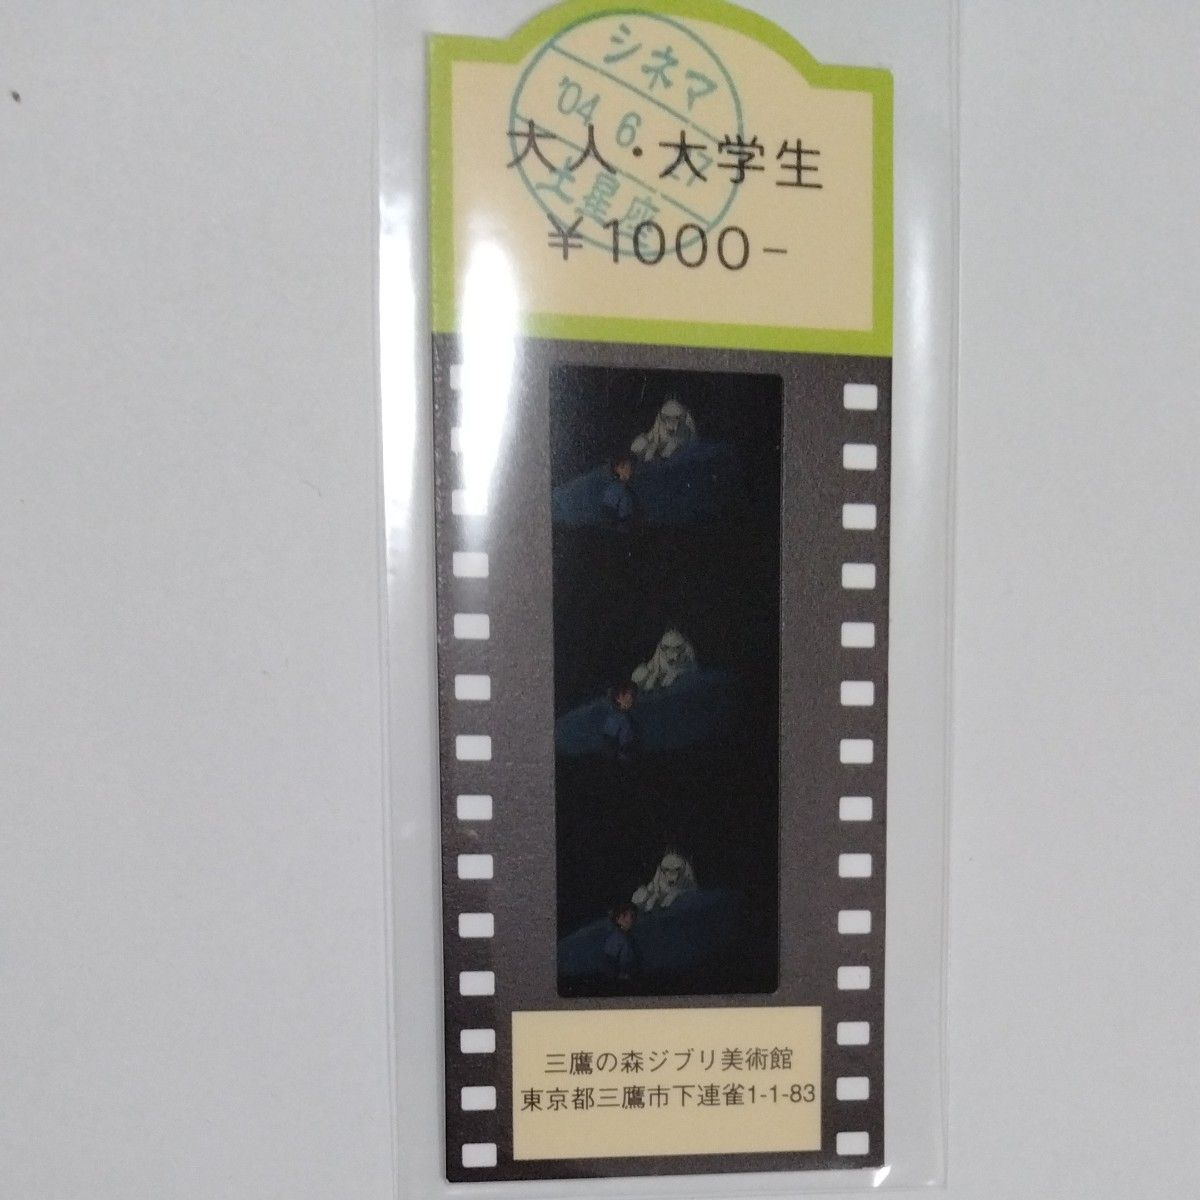 シネマ
'04. 6.
大人・大学生
土星座
¥1000-
三鷹の森ジブリ美術館
東京都三鷹市下連雀1-1-83